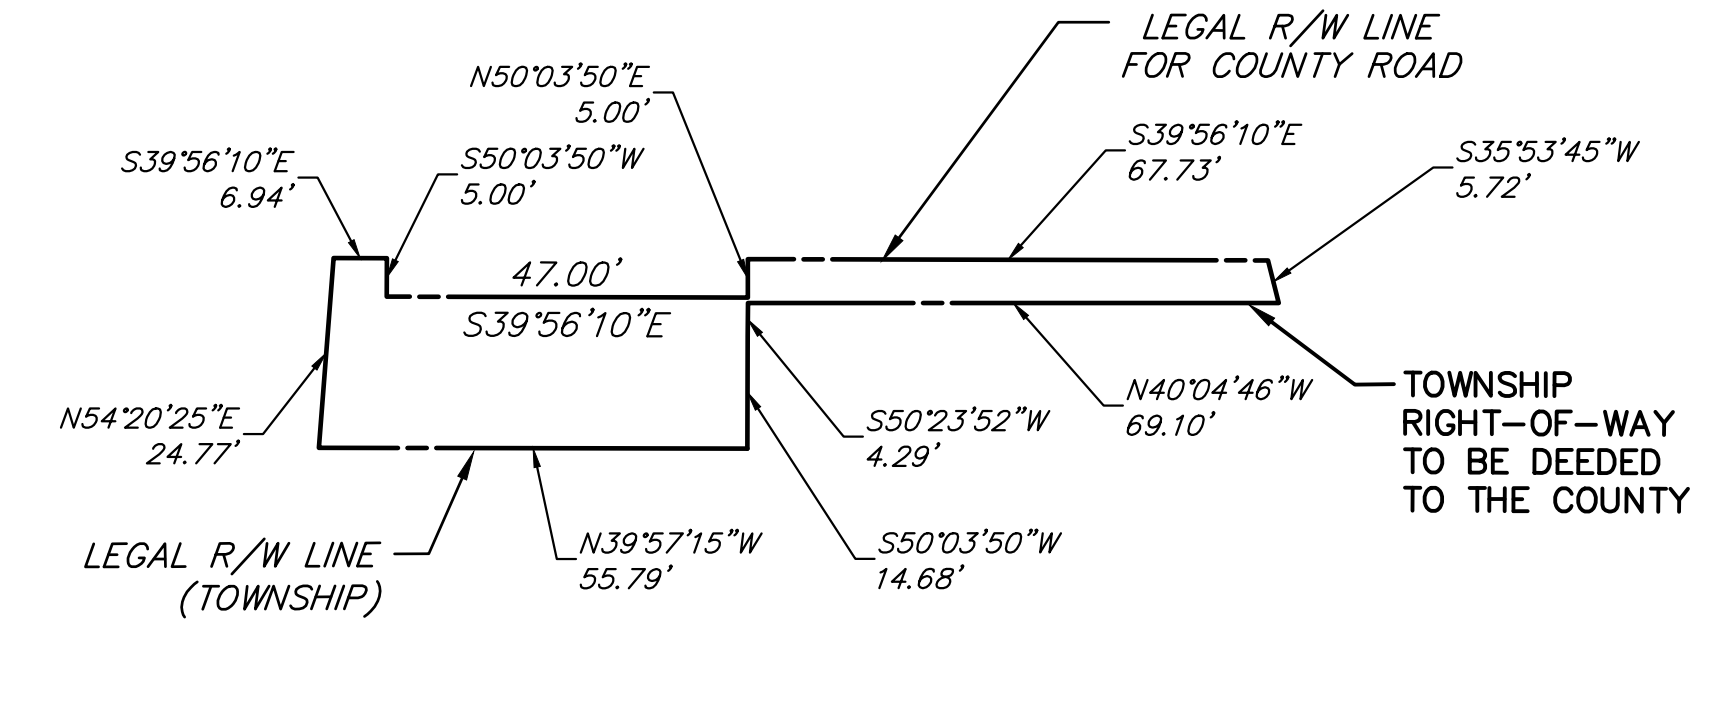 LEGAL R/W LINE
FOR COUNTY ROAD
N50°03'50"E
5.00'
S39°56'10"E
6.94'
S50°03'50"W
5.00'
S39°56'10"E
67.73'
S35°53'45"W
5.72'
47.00'
S39°56'10"E
N54°20'25"E
24.77'
S50°23'52"W
4.29'
N40°04'46"W
69.10'
TOWNSHIP
RIGHT-OF-WAY
TO BE DEEDED
TO THE COUNTY
LEGAL R/W LINE
(TOWNSHIP)
N39°57'15"W
55.79'
S50°03'50"W
14.68'